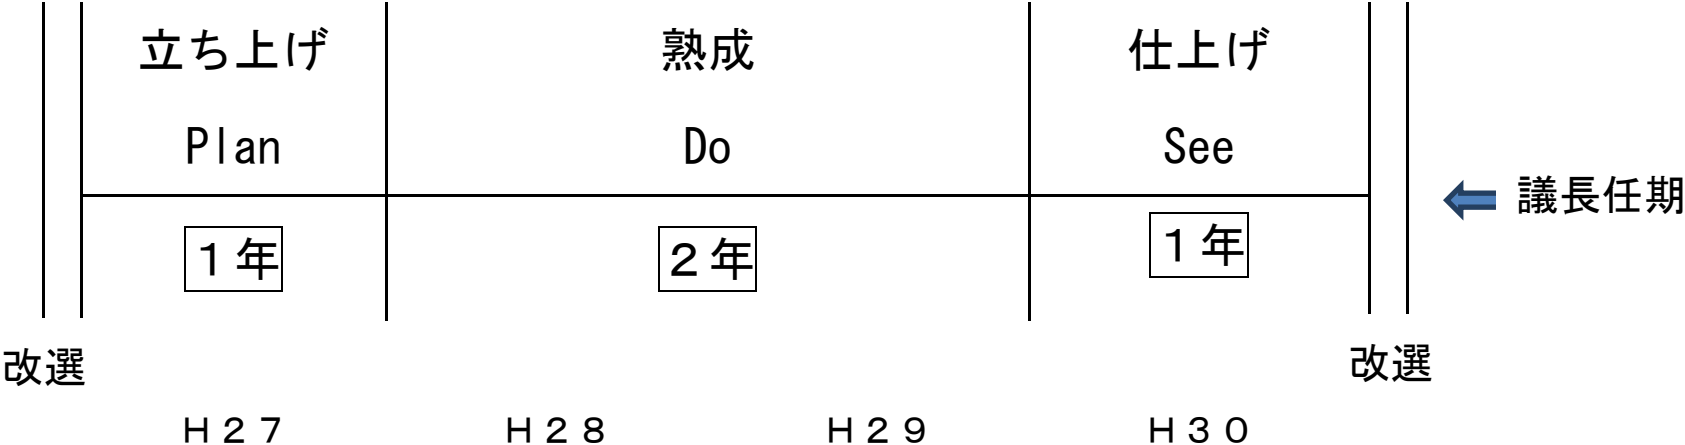 立ち上げ 熟成 仕上げ
Plan Do See
議長任期
１年 ２年 １年
改選 改選
Ｈ２７ Ｈ２８ Ｈ２９ Ｈ３０